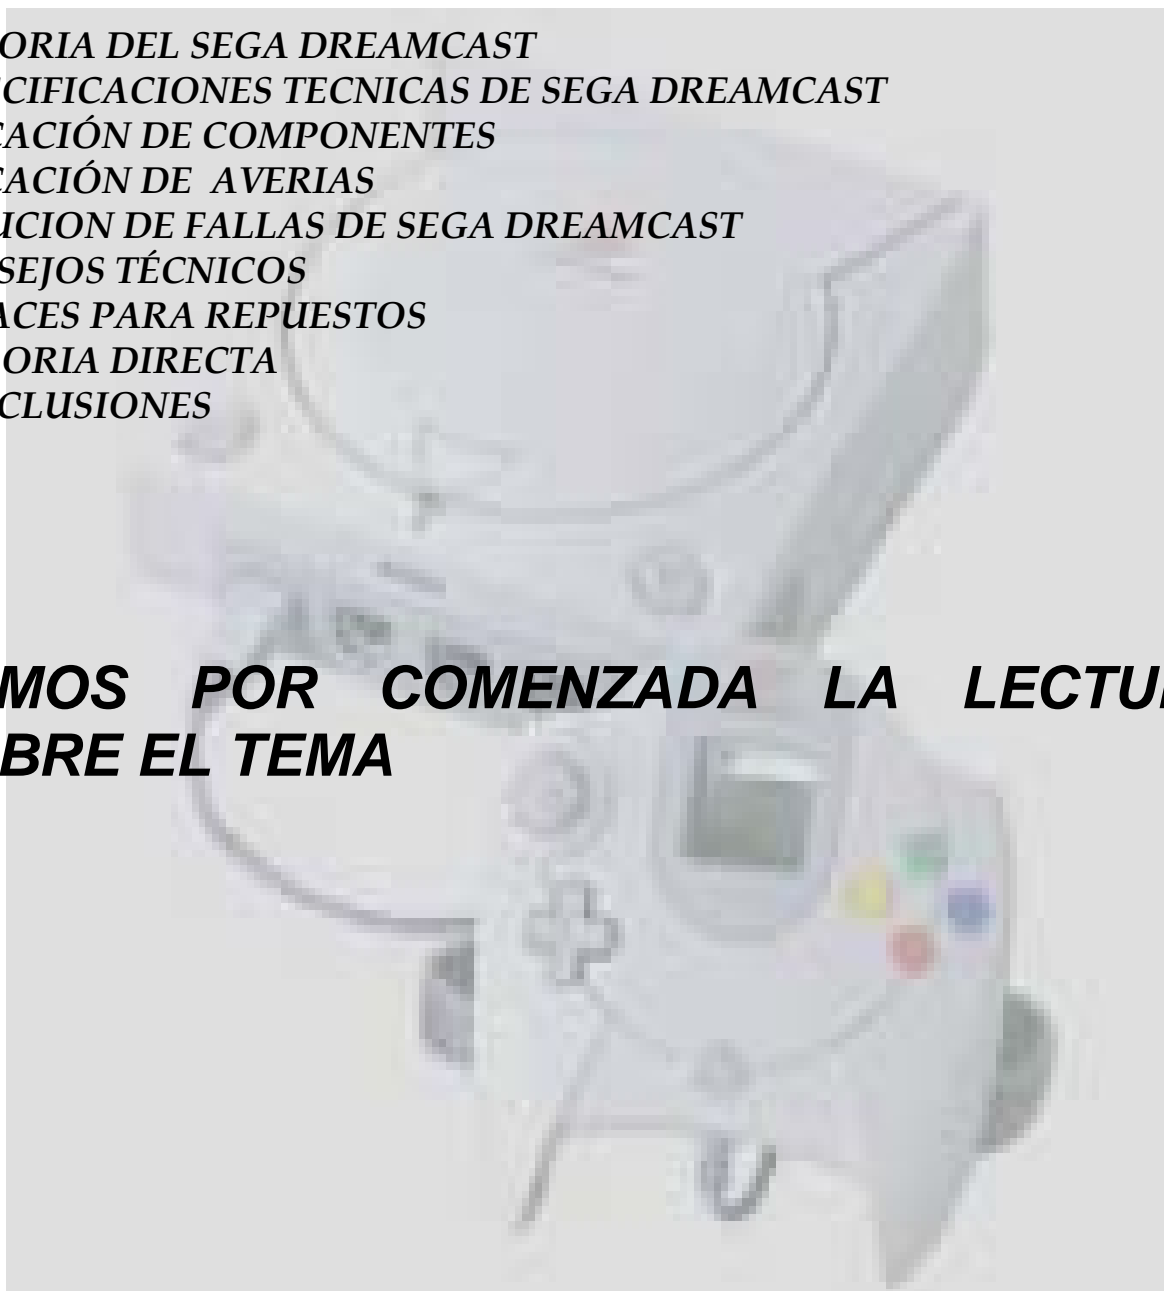 ORIA DEL SEGA DREAMCAST
CIFICACIONES TECNICAS DE SEGA DREAMCAST
CACIÓN DE COMPONENTES
CACIÓN DE AVERIAS
UCION DE FALLAS DE SEGA DREAMCAST
SEJOS TÉCNICOS
ACES PARA REPUESTOS
ORIA DIRECTA
CLUSIONES
MOS POR COMENZADA LA LECTU
BRE EL TEMA